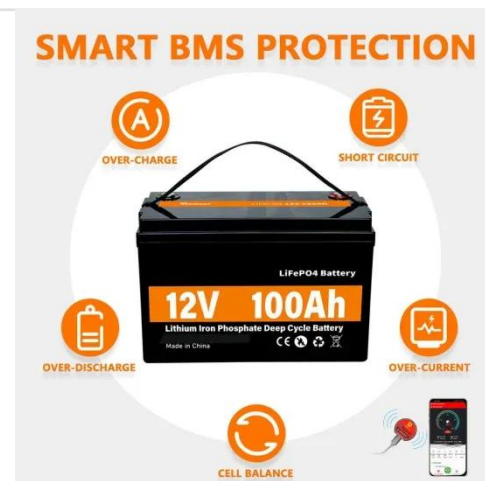 SMART BMS PROTECTION
OVER-CHARGE
SHORT CIRCUIT
LiFePO4 Battery
12V 100Ah
Lithium Iron Phosphate Deep Cycle Battery
Made in China
CE
OVER-DISCHARGE
OVER-CURRENT
CELL BALANCE